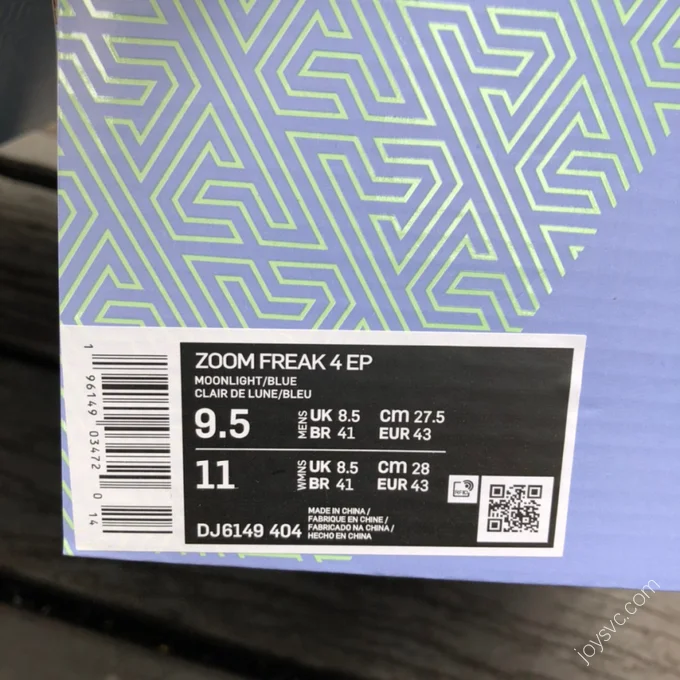 ZOOM FREAK 4 EP
MOONLIGHT/BLUE
CLAIR DE LUNE/BLEU
9.5 MENS UK 8.5 cm 27.5
BR 41 EUR 43
11 WMNS UK 8.5 cm 28
BR 41 EUR 43
DJ6149 404
MADE IN CHINA /
FABRIQUE EN CHINE /
FABRICADO NA CHINA /
HECHO EN CHINA
1 96149 03472 0 14
joysvc.com